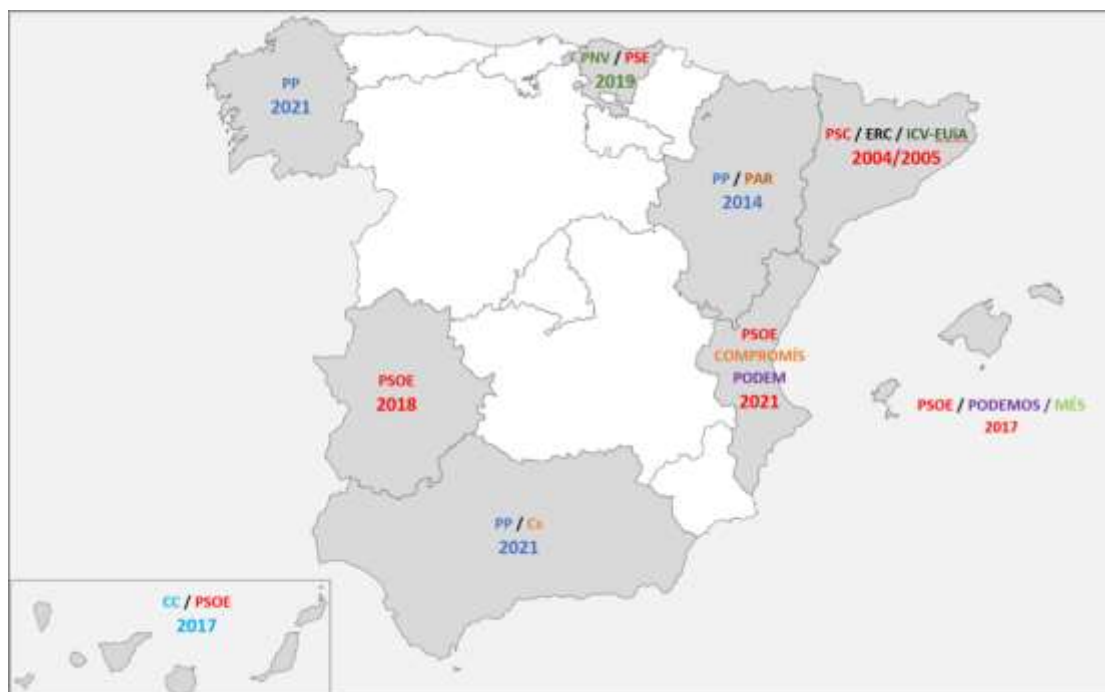 PNV / PSE
2019
PP
2021
PSC / ERC / ICV-EUiA
2004/2005
PP / PAR
2014
PSOE
COMPROMÍS
PODEM
2021
PSOE
2018
PSOE / PODEMOS / MÉS
2017
PP / Cs
2021
CC / PSOE
2017